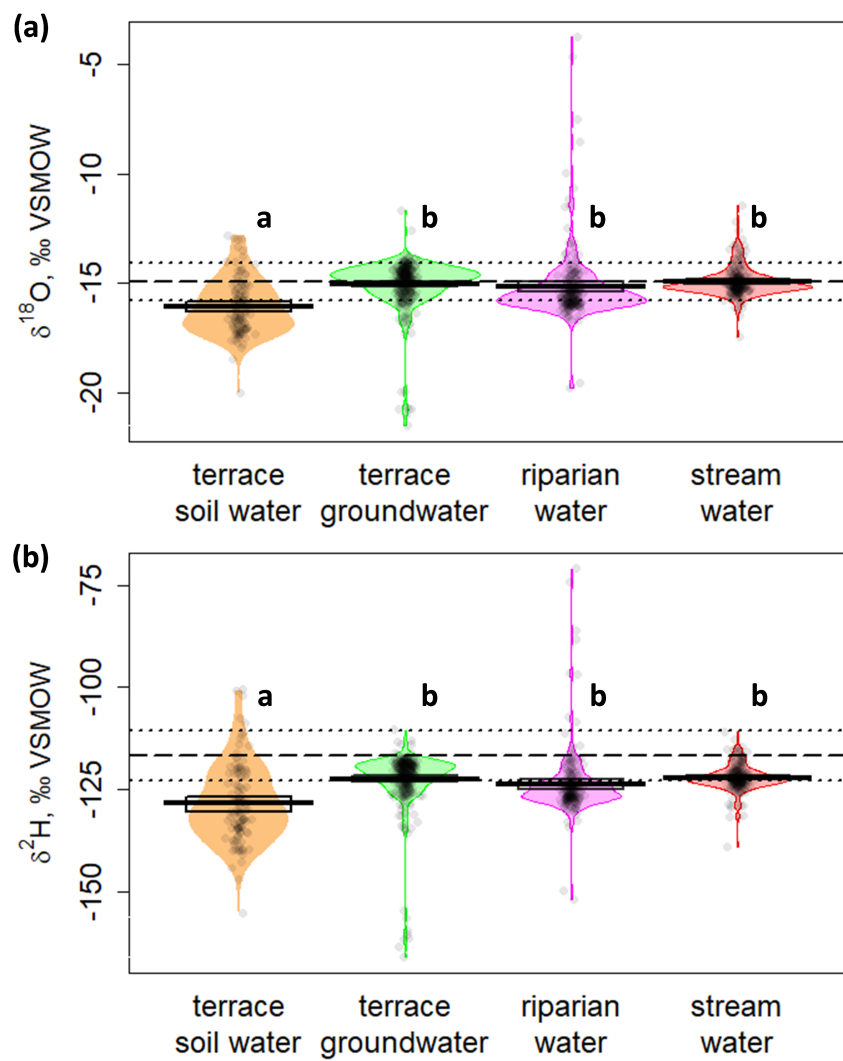 (a)
δ18O, ‰ VSMOW
-5
-10
-15
-20
a
b
b
b
terrace
soil water
terrace
groundwater
riparian
water
stream
water
(b)
δ2H, ‰ VSMOW
-75
-100
-125
-150
a
b
b
b
terrace
soil water
terrace
groundwater
riparian
water
stream
water